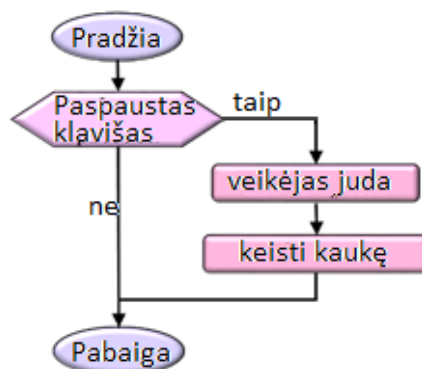 Pradžia
Paspaustas
klavišas
taip
veikėjas juda
ne
keisti kaukę
Pabaiga